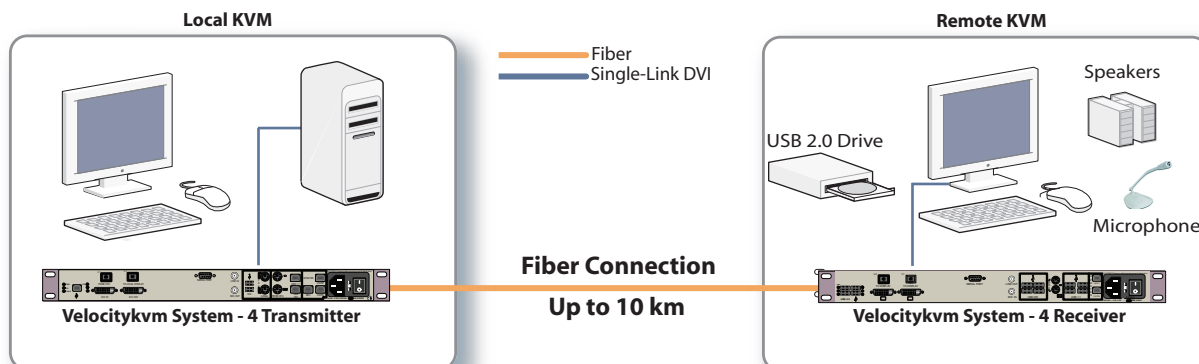 Local KVM
Remote KVM
Fiber
Single-Link DVI
Speakers
USB 2.0 Drive
Microphone
Fiber Connection
Up to 10 km
Velocitykvm System - 4 Transmitter
Velocitykvm System - 4 Receiver